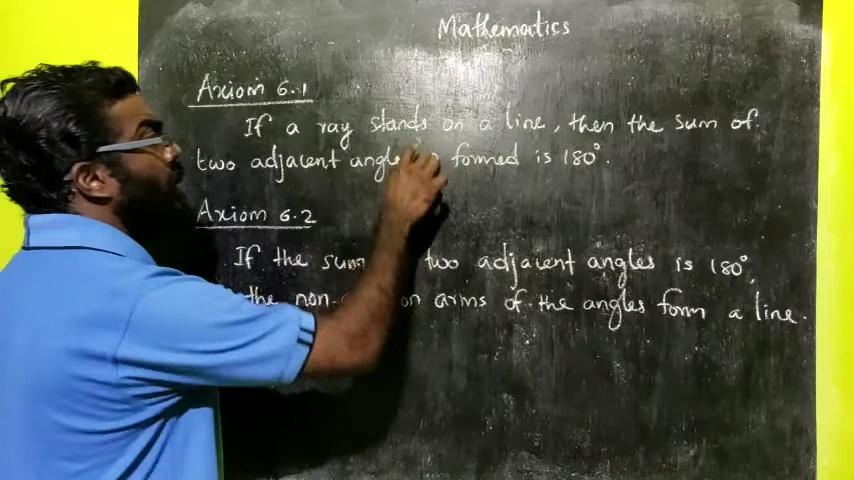 Mathematics
Axiom 6.1
If a ray stands on a line, then the sum of
two adjacent angles formed is 180°.
Axiom 6.2
If the sum two adjacent angles is 180°,
the non- on arms of the angles form a line.